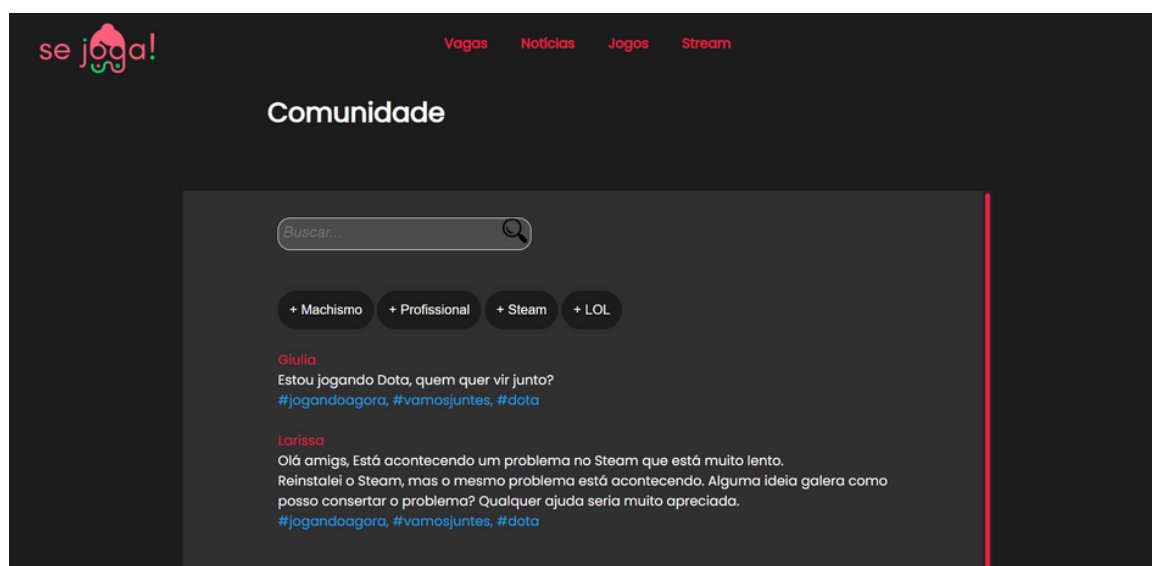 se joga!
Vagas Notícias Jogos Stream
Comunidade
Buscar...
+ Machismo + Profissional + Steam + LOL
Giulia
Estou jogando Dota, quem quer vir junto?
#jogandoagora, #vamosjuntes, #dota
Larissa
Olá amigs, Está acontecendo um problema no Steam que está muito lento.
Reinstalei o Steam, mas o mesmo problema está acontecendo. Alguma ideia galera como
posso consertar o problema? Qualquer ajuda seria muito apreciada.
#jogandoagora, #vamosjuntes, #dota